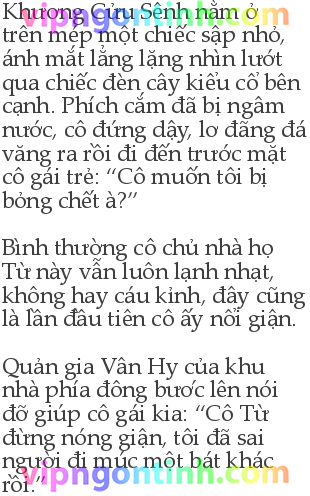 Khương Cửu Sênh nằm ở
vipngontinh.com
trên mép một chiếc sập nhỏ,
ánh mắt lẳng lặng nhìn lướt
qua chiếc đèn cây kiểu cổ bên
cạnh. Phích cắm đã bị ngâm
nước, cô đứng dậy, lơ đãng đá
văng ra rồi đi đến trước mặt
cô gái trẻ: “Cô muốn tôi bị
bỏng chết à?”
Bình thường cô chủ nhà họ
Từ này vẫn luôn lạnh nhạt,
không hay cáu kỉnh, đây cũng
là lần đầu tiên cô ấy nổi giận.
Quản gia Vân Hy của khu
nhà phía đông bước lên nói
đỡ giúp cô gái kia: “Cô Từ
đừng nóng giận, tôi đã sai
người đi múc một bát khác
vipngontinh.com
rồi.”